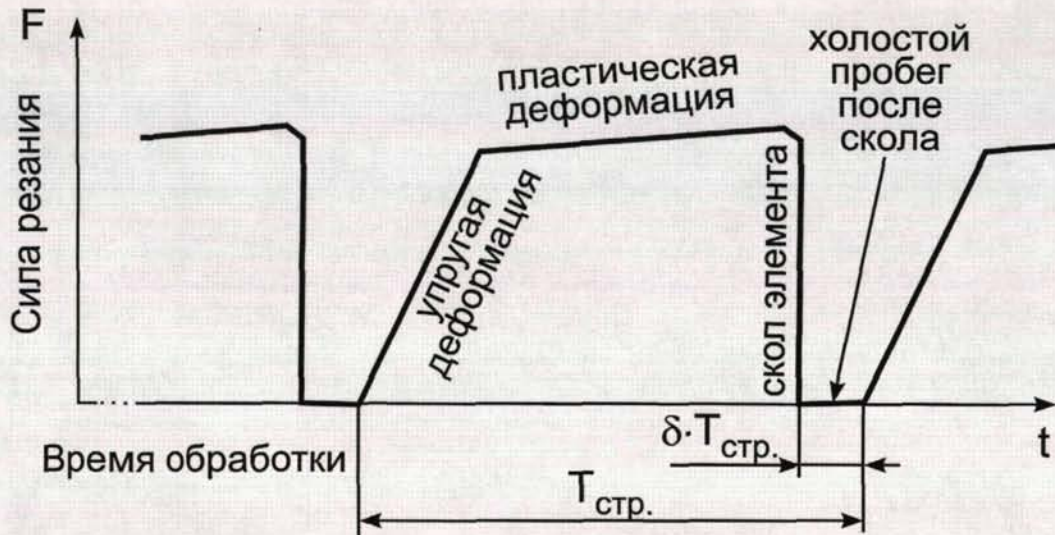 F
Сила резания
пластическая
деформация
холостой
пробег
после
скола
упругая
деформация
скол элемента
δ·Tстр.
t
Время обработки
Tстр.